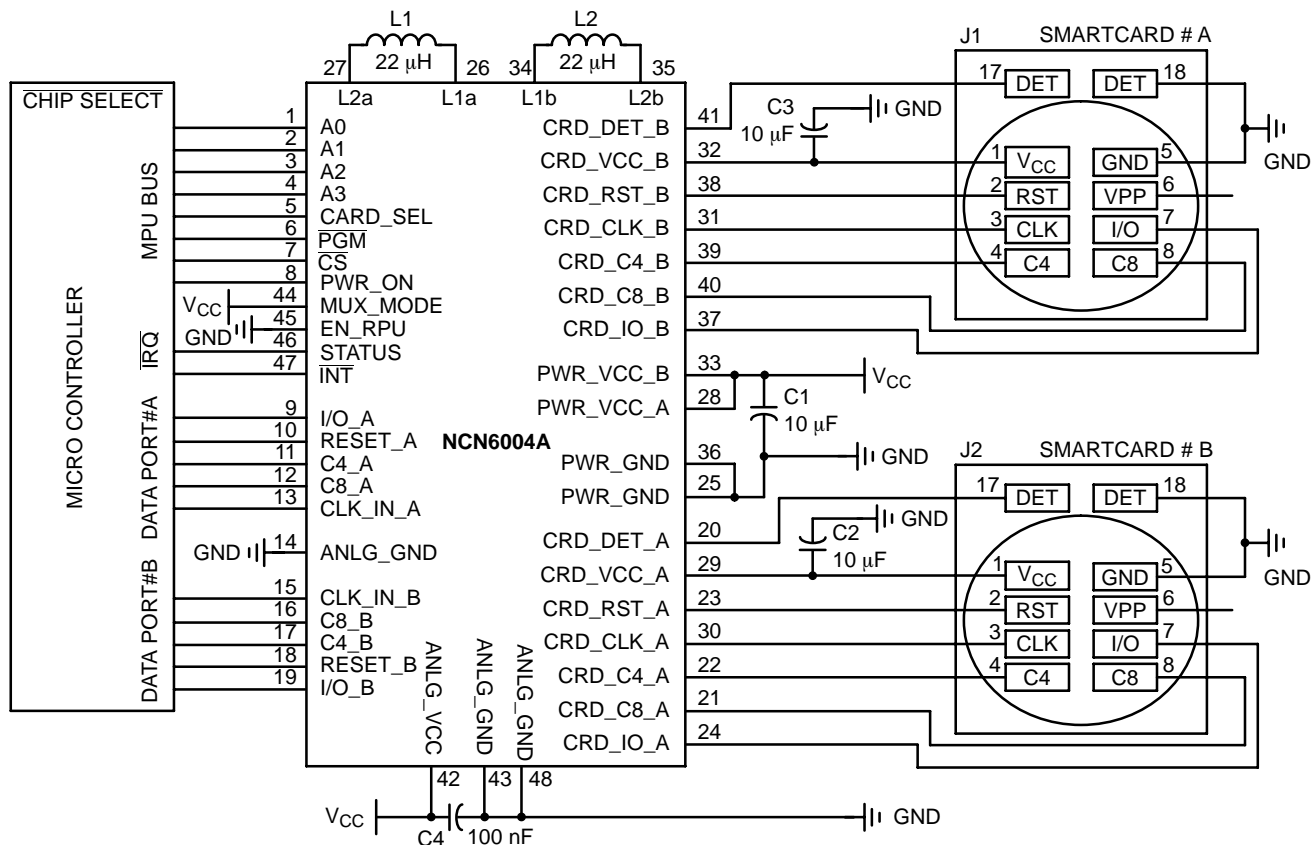 L1
L2
22 μH
22 μH
27
26
34
35
L2a
L1a
L1b
L2b
MICRO CONTROLLER
CHIP SELECT
MPU BUS
IRQ
DATA PORT#A
DATA PORT#B
1 A0
2 A1
3 A2
4 A3
5 CARD_SEL
6 PGM
7 CS
8 PWR_ON
VCC 44 MUX_MODE
GND 45 EN_RPU
46 STATUS
47 INT
9 I/O_A
10 RESET_A
11 C4_A
12 C8_A
13 CLK_IN_A
GND 14 ANLG_GND
15 CLK_IN_B
16 C8_B
17 C4_B
18 RESET_B
19 I/O_B
NCN6004A
CRD_DET_B 41
CRD_VCC_B 32
CRD_RST_B 38
CRD_CLK_B 31
CRD_C4_B 39
CRD_C8_B 40
CRD_IO_B 37
PWR_VCC_B 33
PWR_VCC_A 28
PWR_GND 36
PWR_GND 25
CRD_DET_A 20
CRD_VCC_A 29
CRD_RST_A 23
CRD_CLK_A 30
CRD_C4_A 22
CRD_C8_A 21
CRD_IO_A 24
ANLG_VCC
ANLG_GND
ANLG_GND
42
43
48
VCC
C4
100 nF
GND
C3
10 μF
GND
VCC
C1
10 μF
GND
C2
10 μF
GND
J1
SMARTCARD # A
17 DET DET 18
1 VCC GND 5
2 RST VPP 6
3 CLK I/O 7
4 C4 C8 8
GND
J2
SMARTCARD # B
17 DET DET 18
1 VCC GND 5
2 RST VPP 6
3 CLK I/O 7
4 C4 C8 8
GND